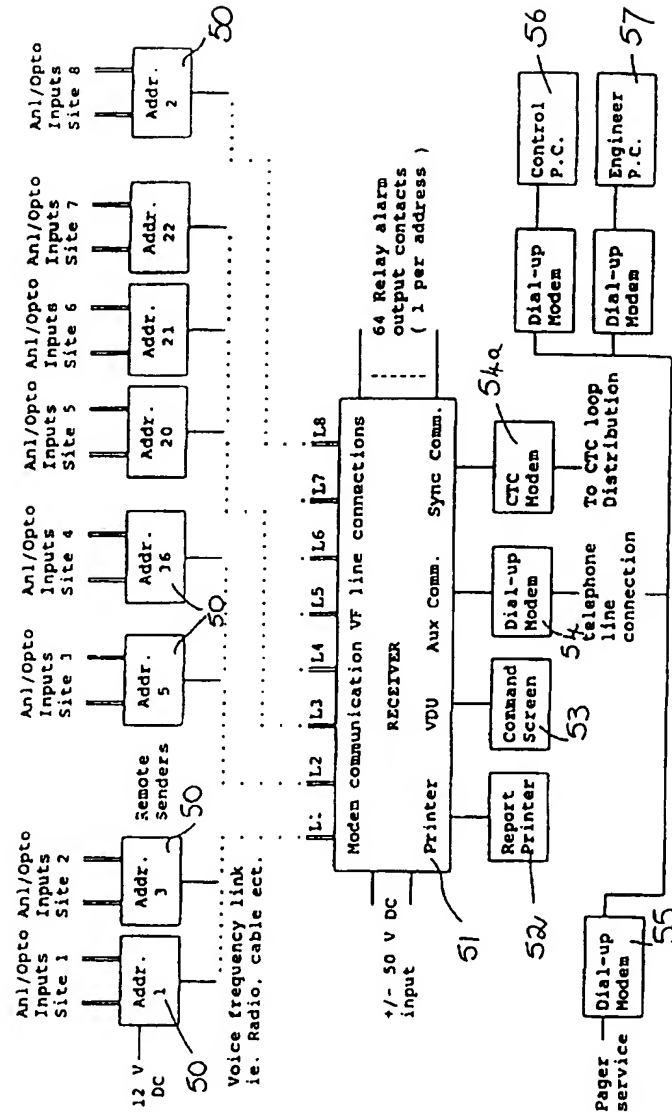 Anl/Opto
Inputs
Site 1
Anl/Opto
Inputs
Site 2
Anl/Opto
Inputs
Site 3
Anl/Opto
Inputs
Site 4
Anl/Opto
Inputs
Site 5
Anl/Opto
Inputs
Site 6
Anl/Opto
Inputs
Site 7
Anl/Opto
Inputs
Site 8
12 V
DC
Addr.
1
50
Addr.
3
50
Remote
Senders
Addr.
5
50
Addr.
36
Addr.
20
Addr.
21
Addr.
22
Addr.
2
50
Voice frequency link
ie. Radio, cable ect.
L1
L2
L3
L4
L5
L6
L7
L8
Modem communication VF line connections
RECEIVER
Printer
VDU
Aux Comm.
Sync Comm.
+/- 50 V DC
input
64 Relay alarm
output contacts
( 1 per address )
51
Report
Printer
52
Command
Screen
53
Dial-up
Modem
54
telephone
line
connection
CTC
Modem
54a
To CTC loop
Distribution
Pager
service
Dial-up
Modem
55
Dial-up
Modem
Control
P.C.
56
Dial-up
Modem
Engineer
P.C.
57